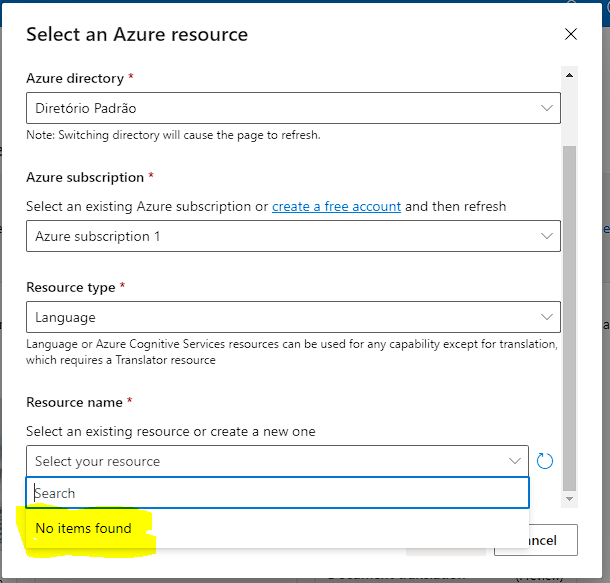 Select an Azure resource
Azure directory *
Diretório Padrão
Note: Switching directory will cause the page to refresh.
Azure subscription *
Select an existing Azure subscription or create a free account and then refresh
Azure subscription 1
Resource type *
Language
Language or Azure Cognitive Services resources can be used for any capability except for translation,
which requires a Translator resource
Resource name *
Select an existing resource or create a new one
Select your resource
Search
No items found
ncel